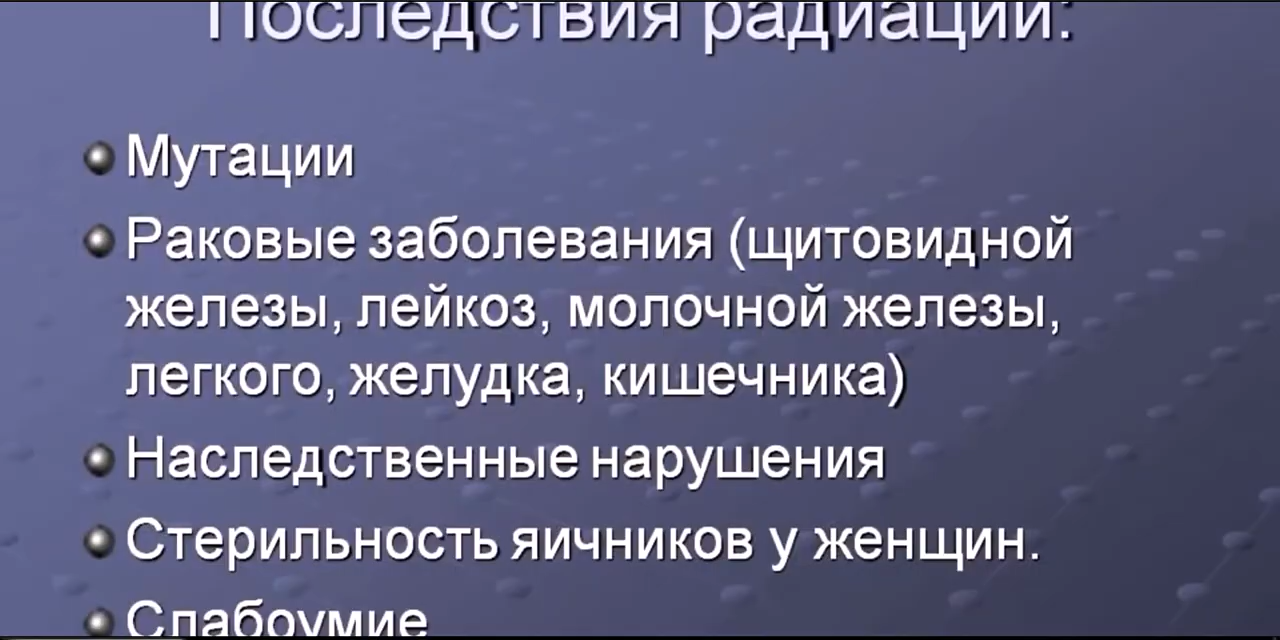 Последствия радиации:
Мутации
Раковые заболевания (щитовидной
железы, лейкоз, молочной железы,
легкого, желудка, кишечника)
Наследственные нарушения
Стерильность яичников у женщин.
Слабоумие